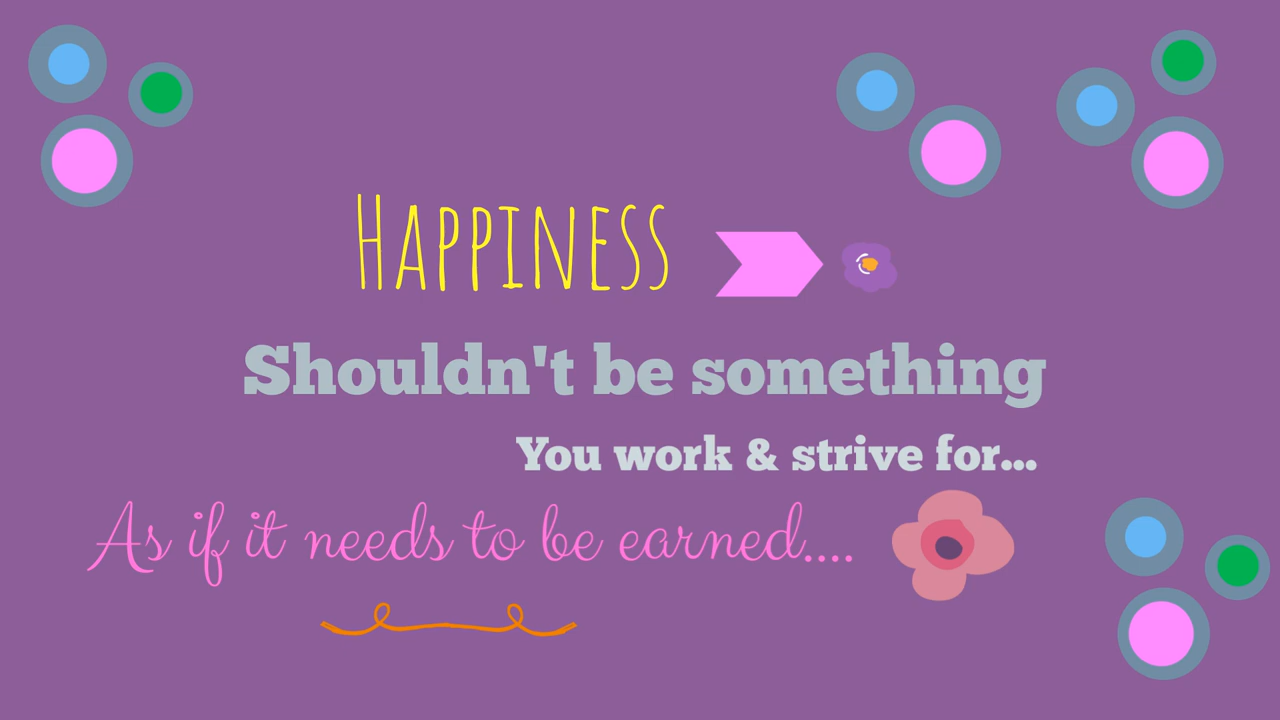 Happiness
Shouldn't be something
You work & strive for...
As if it needs to be earned....